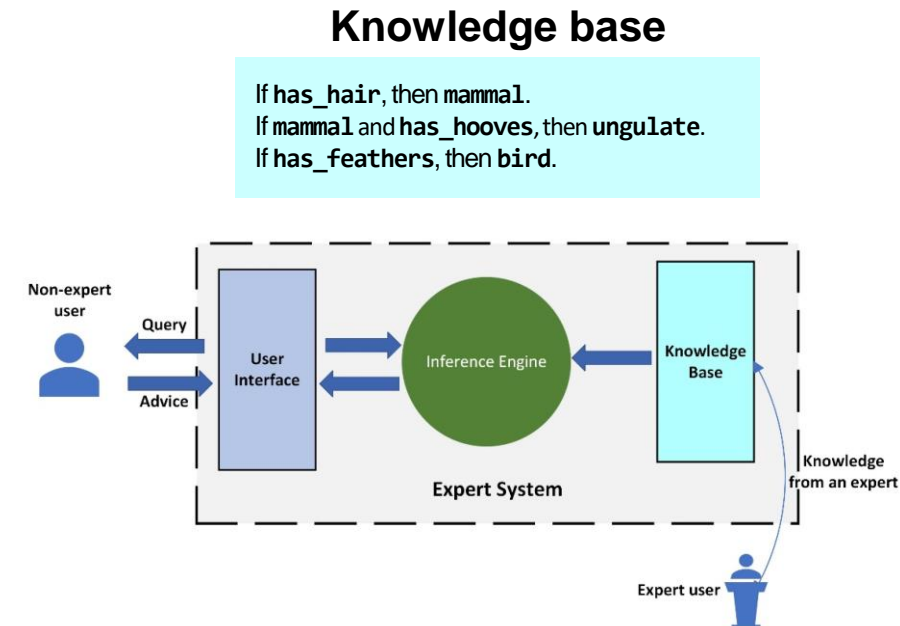 Knowledge base
If has_hair, then mammal.
If mammal and has_hooves, then ungulate.
If has_feathers, then bird.
Non-expert
user
Query
Advice
User
Interface
Inference Engine
Knowledge
Base
Expert System
Knowledge
from an expert
Expert user